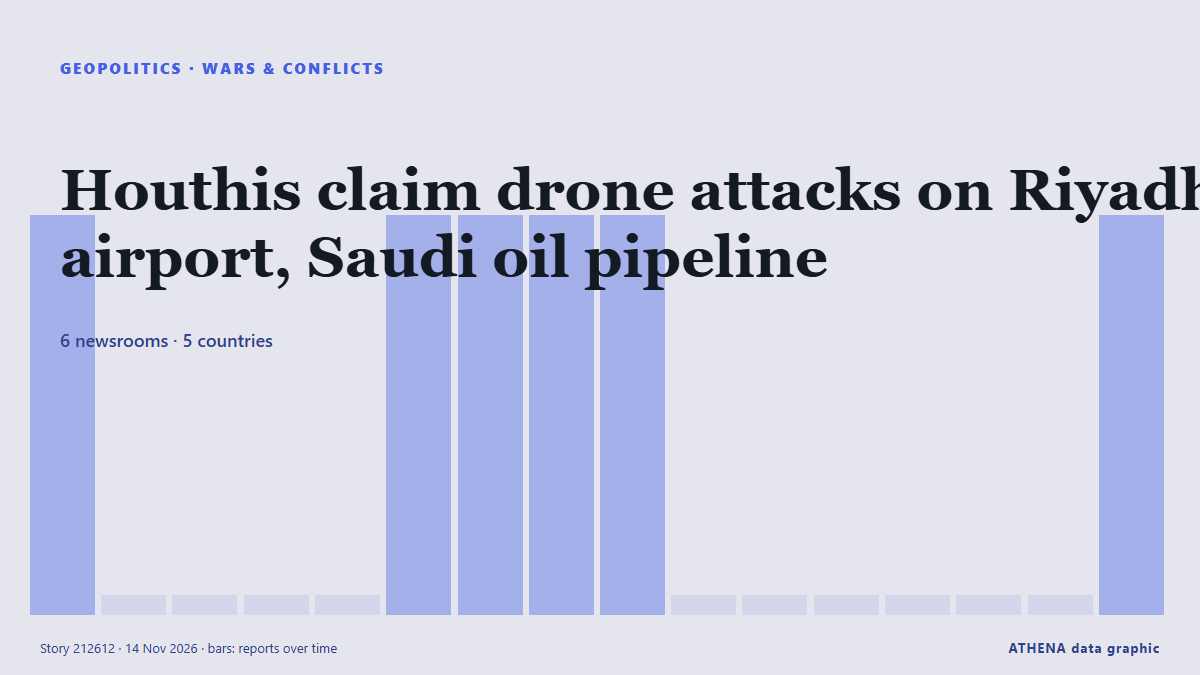 GEOPOLITICS · WARS & CONFLICTS
Houthis claim drone attacks on Riyadh
airport, Saudi oil pipeline
6 newsrooms · 5 countries
Story 212612 · 14 Nov 2026 · bars: reports over time
ATHENA data graphic